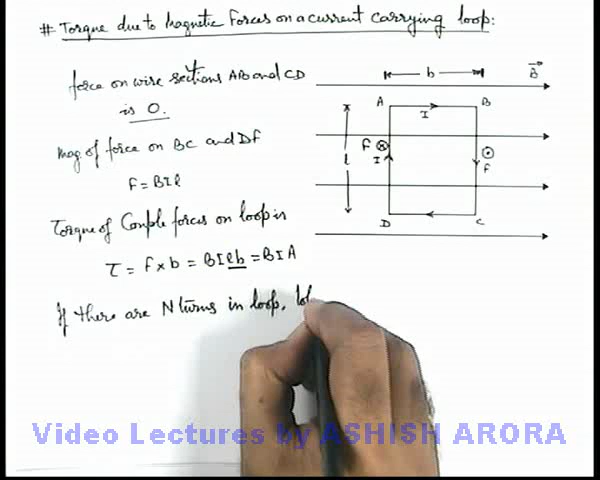 # Torque due to Magnetic Forces on a current carrying loop:
force on wire sections AB and CD
is 0.
Mag. of force on BC and DF
F = BIl
Torque of Couple forces on loop is
τ = F × b = BIlb = BIA
If there are N turns in loop, tot
b
B⃗
A
I
B
F ⊗
I
l
⊙
F
D
C
Video Lectures by ASHISH ARORA